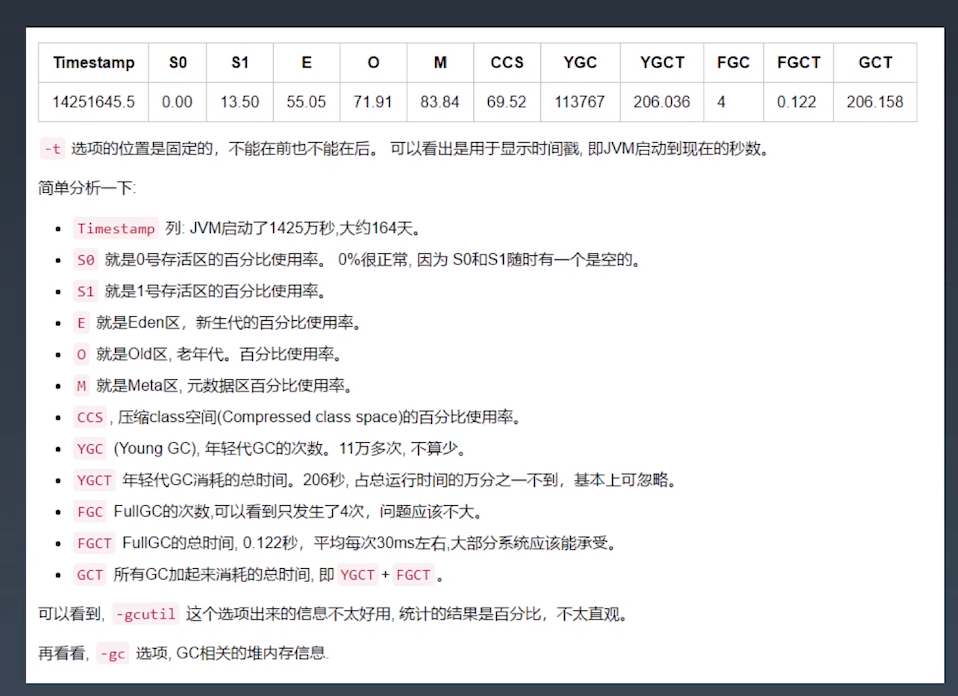 Timestamp S0 S1 E O M CCS YGC YGCT FGC FGCT GCT
14251645.5 0.00 13.50 55.05 71.91 83.84 69.52 113767 206.036 4 0.122 206.158
-t 选项的位置是固定的，不能在前也不能在后。 可以看出是用于显示时间戳, 即JVM启动到现在的秒数。
简单分析一下:
• Timestamp 列: JVM启动了1425万秒,大约164天。
• S0 就是0号存活区的百分比使用率。 0%很正常, 因为 S0和S1随时有一个是空的。
• S1 就是1号存活区的百分比使用率。
• E 就是Eden区，新生代的百分比使用率。
• O 就是Old区, 老年代。百分比使用率。
• M 就是Meta区, 元数据区百分比使用率。
• CCS , 压缩class空间(Compressed class space)的百分比使用率。
• YGC (Young GC), 年轻代GC的次数。11万多次, 不算少。
• YGCT 年轻代GC消耗的总时间。206秒, 占总运行时间的万分之一不到，基本上可忽略。
• FGC FullGC的次数,可以看到只发生了4次，问题应该不大。
• FGCT FullGC的总时间, 0.122秒，平均每次30ms左右,大部分系统应该能承受。
• GCT 所有GC加起来消耗的总时间, 即 YGCT + FGCT 。
可以看到, -gcutil 这个选项出来的信息不太好用, 统计的结果是百分比，不太直观。
再看看, -gc 选项, GC相关的堆内存信息.